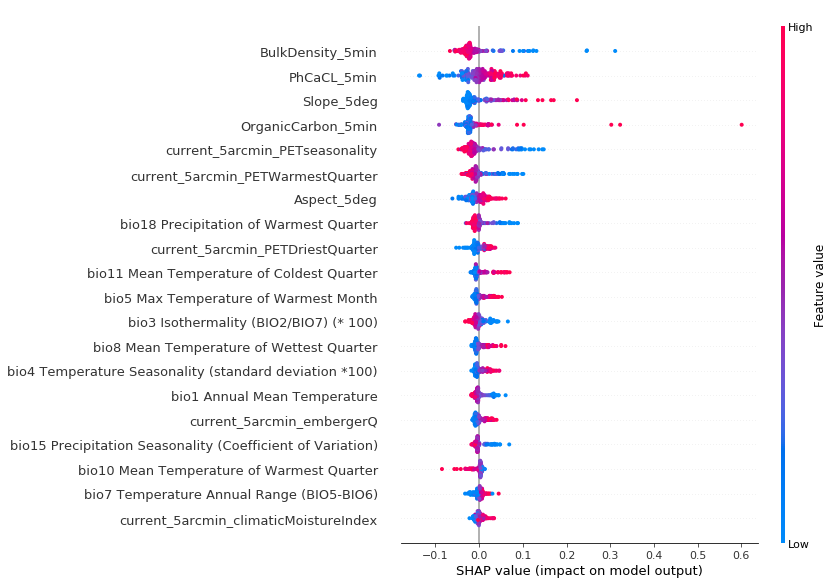 High
BulkDensity_5min
PhCaCL_5min
Slope_5deg
OrganicCarbon_5min
current_5arcmin_PETseasonality
current_5arcmin_PETWarmestQuarter
Aspect_5deg
bio18 Precipitation of Warmest Quarter
current_5arcmin_PETDriestQuarter
bio11 Mean Temperature of Coldest Quarter
bio5 Max Temperature of Warmest Month
bio3 Isothermality (BIO2/BIO7) (* 100)
bio8 Mean Temperature of Wettest Quarter
bio4 Temperature Seasonality (standard deviation *100)
bio1 Annual Mean Temperature
current_5arcmin_embergerQ
bio15 Precipitation Seasonality (Coefficient of Variation)
bio10 Mean Temperature of Warmest Quarter
bio7 Temperature Annual Range (BIO5-BIO6)
current_5arcmin_climaticMoistureIndex
Feature value
Low
−0.1 0.0 0.1 0.2 0.3 0.4 0.5 0.6
SHAP value (impact on model output)